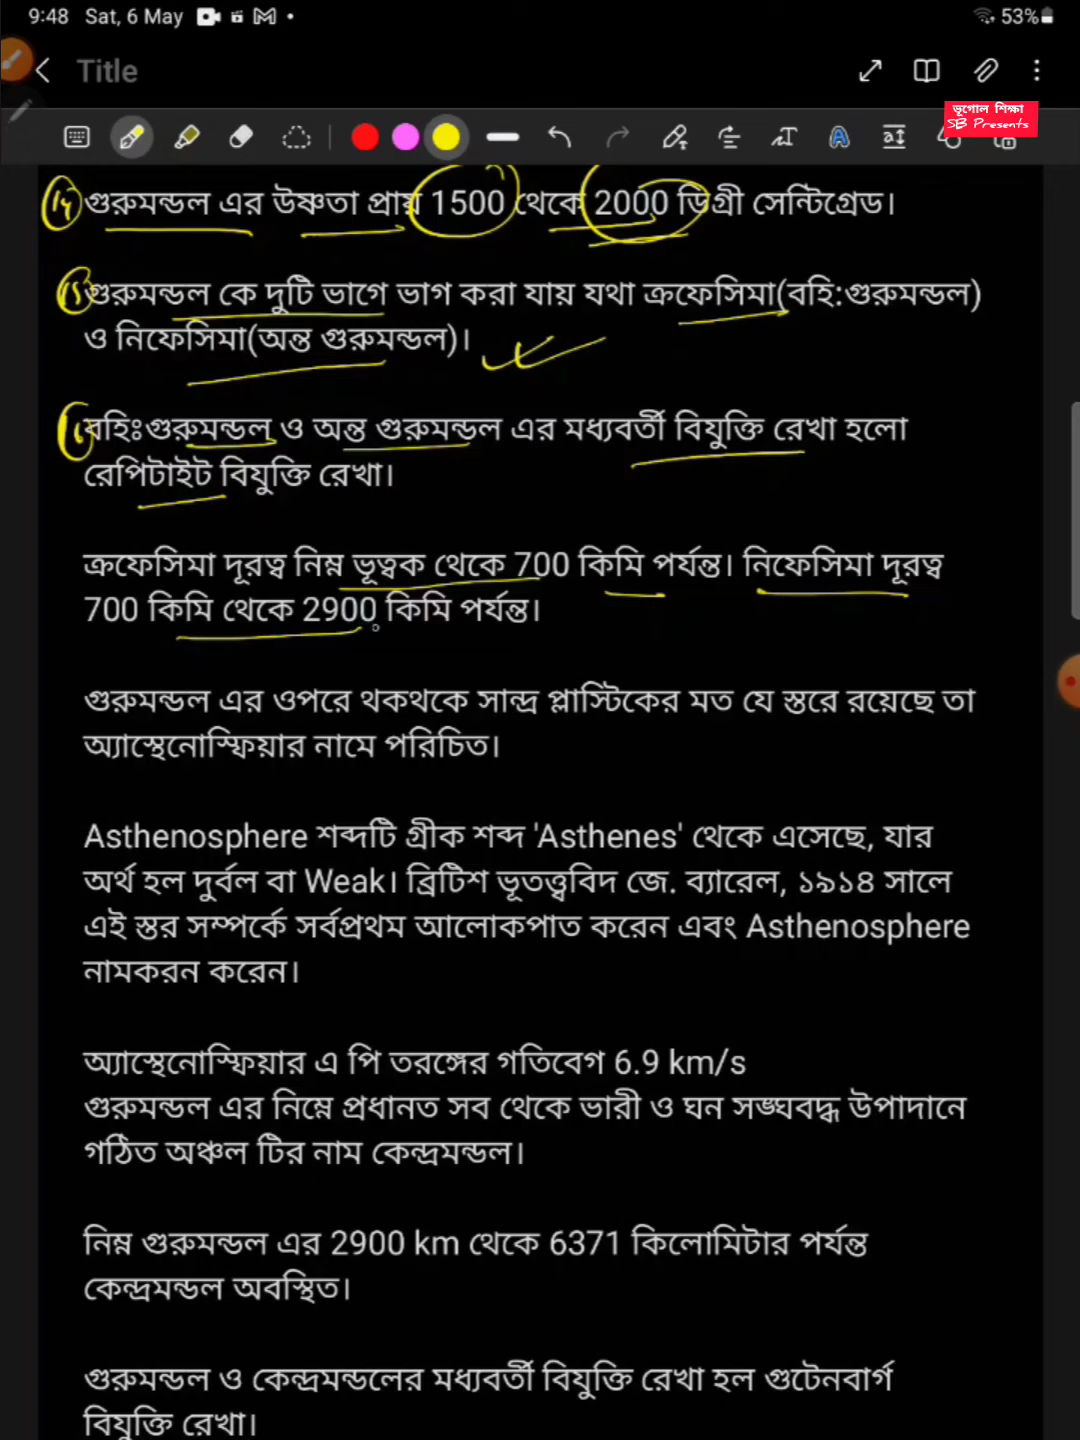 9:48 Sat, 6 May 53%
Title
ভূগোল শিক্ষা
SB Presents
14 গুরুমন্ডল এর উষ্ণতা প্রায় 1500 থেকে 2000 ডিগ্রী সেন্টিগ্রেড।
15 গুরুমন্ডল কে দুটি ভাগে ভাগ করা যায় যথা ক্রফেসিমা(বহি:গুরুমন্ডল)
ও নিফেসিমা(অন্ত গুরুমন্ডল)।
বহিঃগুরুমন্ডল ও অন্ত গুরুমন্ডল এর মধ্যবর্তী বিযুক্তি রেখা হলো
রেপিটাইট বিযুক্তি রেখা।
ক্রফেসিমা দূরত্ব নিম্ন ভূত্বক থেকে 700 কিমি পর্যন্ত। নিফেসিমা দূরত্ব
700 কিমি থেকে 2900 কিমি পর্যন্ত।
গুরুমন্ডল এর ওপরে থকথকে সান্দ্র প্লাস্টিকের মত যে স্তরে রয়েছে তা
অ্যাস্থেনোস্ফিয়ার নামে পরিচিত।
Asthenosphere শব্দটি গ্রীক শব্দ 'Asthenes' থেকে এসেছে, যার
অর্থ হল দুর্বল বা Weak। ব্রিটিশ ভূতত্ত্ববিদ জে. ব্যারেল, ১৯১৪ সালে
এই স্তর সম্পর্কে সর্বপ্রথম আলোকপাত করেন এবং Asthenosphere
নামকরন করেন।
অ্যাস্থেনোস্ফিয়ার এ পি তরঙ্গের গতিবেগ 6.9 km/s
গুরুমন্ডল এর নিম্নে প্রধানত সব থেকে ভারী ও ঘন সঙ্ঘবদ্ধ উপাদানে
গঠিত অঞ্চল টির নাম কেন্দ্রমন্ডল।
নিম্ন গুরুমন্ডল এর 2900 km থেকে 6371 কিলোমিটার পর্যন্ত
কেন্দ্রমন্ডল অবস্থিত।
গুরুমন্ডল ও কেন্দ্রমন্ডলের মধ্যবর্তী বিযুক্তি রেখা হল গুটেনবার্গ
বিযুক্তি রেখা।